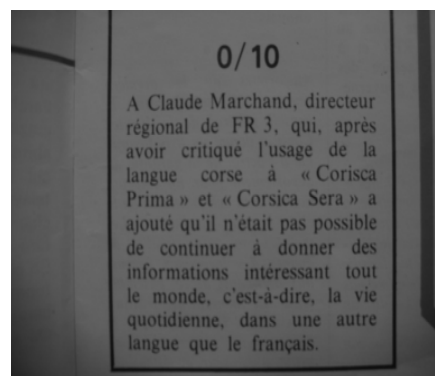 0/10
A Claude Marchand, directeur
régional de FR 3, qui, après
avoir critiqué l'usage de la
langue corse à « Corisca
Prima » et « Corsica Sera » a
ajouté qu'il n'était pas possible
de continuer à donner des
informations intéressant tout
le monde, c'est-à-dire, la vie
quotidienne, dans une autre
langue que le français.